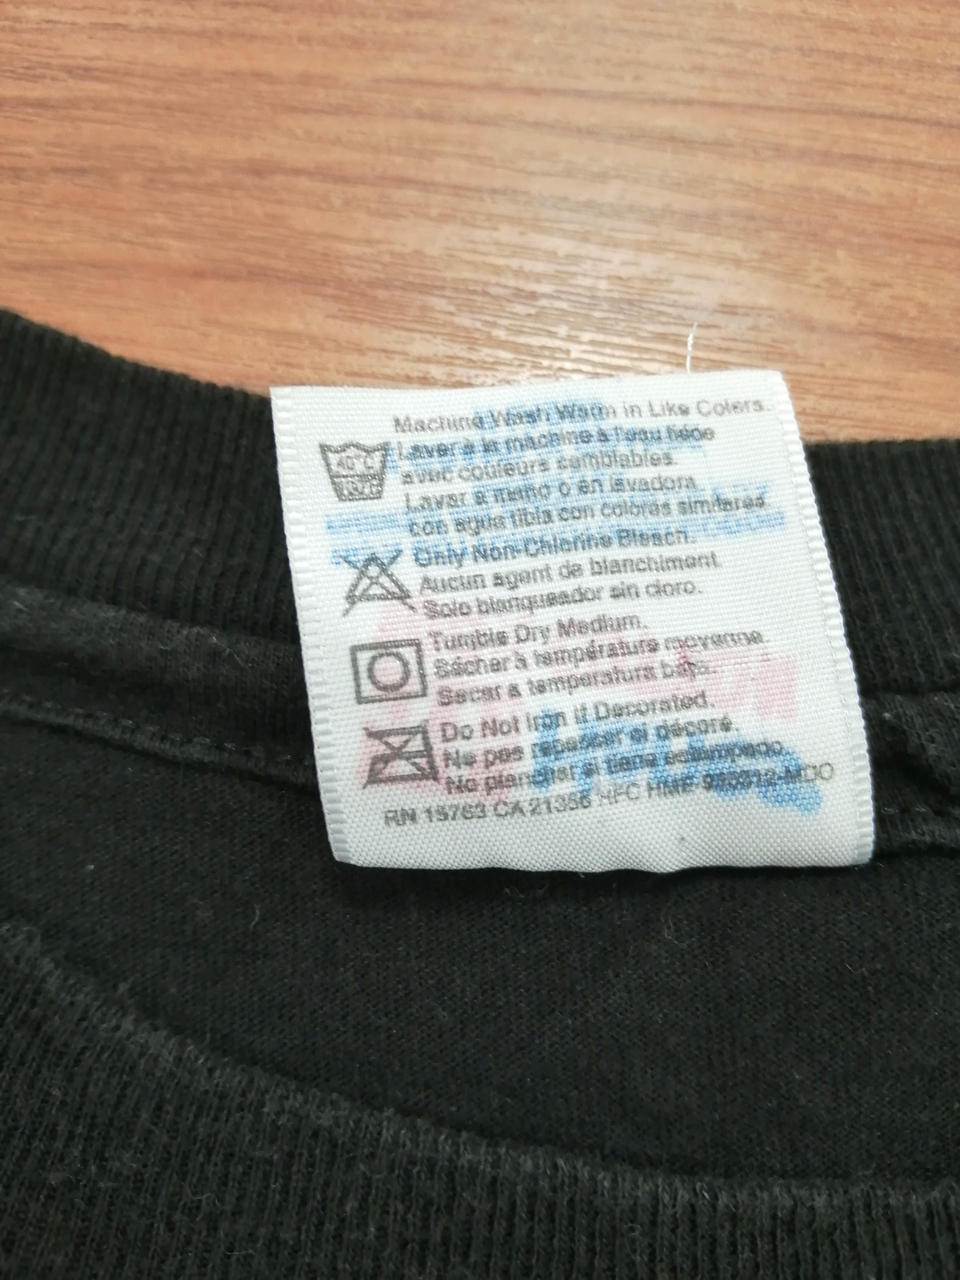 Machine Wash Warm in Like Colors.
Laver à la machine à l'eau tiède
avec couleurs semblables.
40°C
Lavar a mano o en lavadora
con agua tibia con colores similares.
Only Non-Chlorine Bleach.
Aucun agent de blanchiment.
Solo blanqueador sin cloro.
Tumble Dry Medium.
Sécher à température moyenne.
Secar a temperatura baja.
Do Not Iron if Decorated.
Ne pas repasser si décoré.
No planchar si tiene estampado.
RN 15763 CA 21356 HFC HME